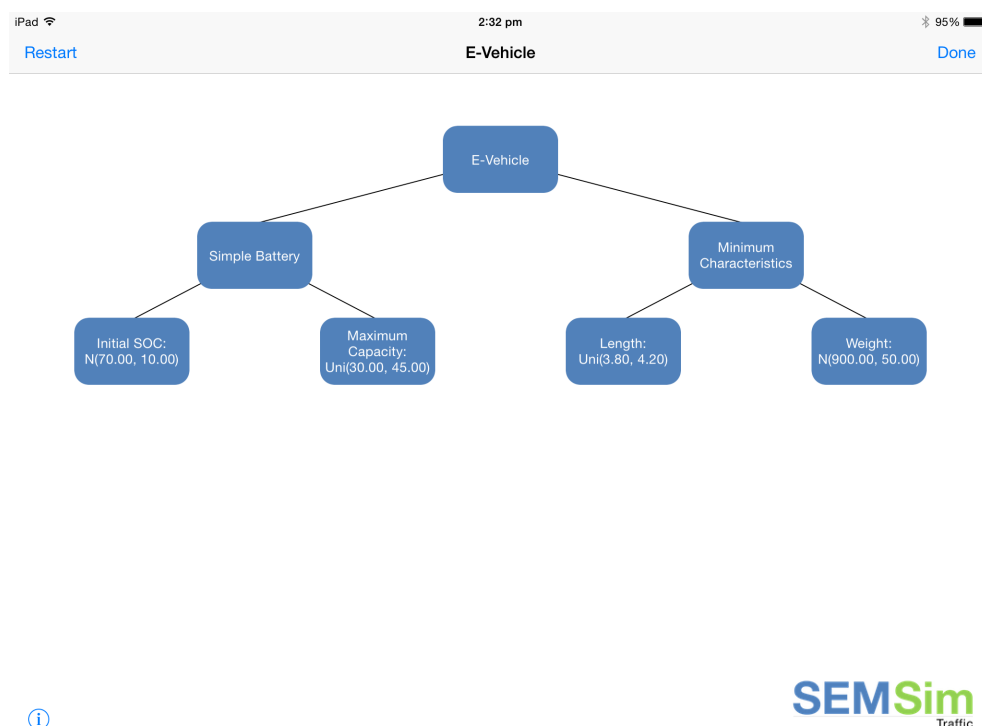 iPad
2:32 pm
95%
Restart
E-Vehicle
Done
E-Vehicle
Simple Battery
Minimum
Characteristics
Initial SOC:
N(70.00, 10.00)
Maximum
Capacity:
Uni(30.00, 45.00)
Length:
Uni(3.80, 4.20)
Weight:
N(900.00, 50.00)
i
SEMSim
Traffic